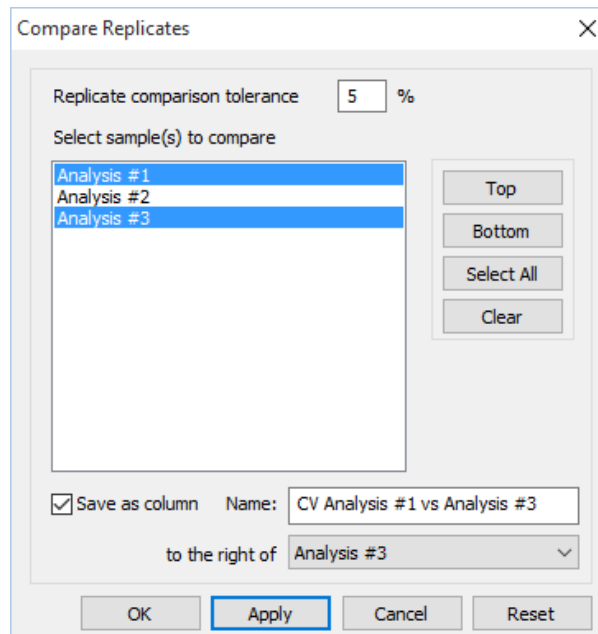 Compare Replicates
Replicate comparison tolerance 5 %
Select sample(s) to compare
Analysis #1
Analysis #2
Analysis #3
Top
Bottom
Select All
Clear
Save as column Name: CV Analysis #1 vs Analysis #3
to the right of Analysis #3
OK Apply Cancel Reset